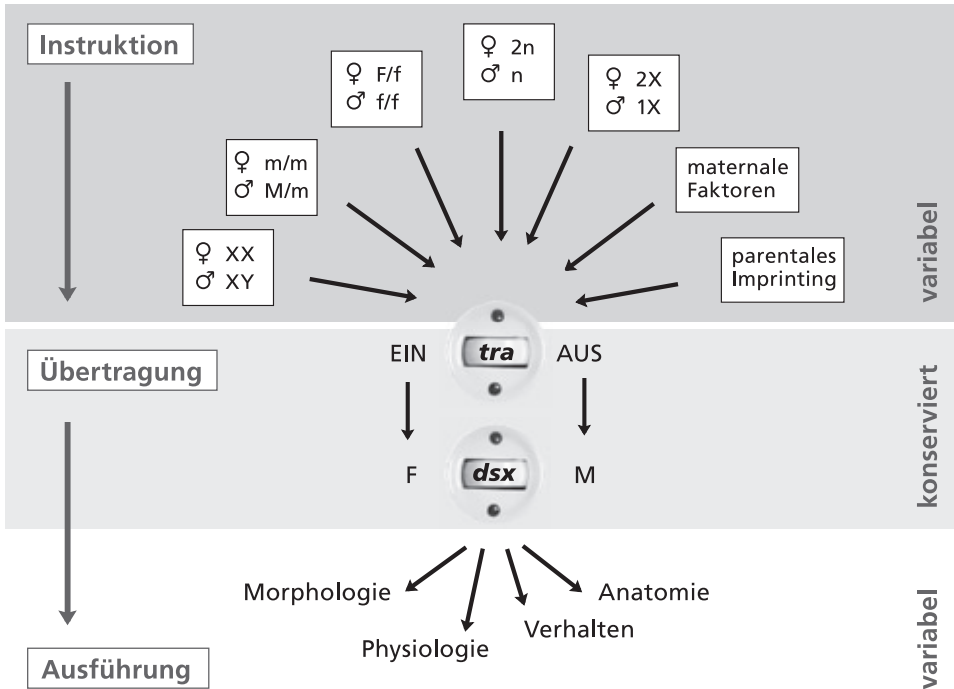 Instruktion
♀ 2n
♂ n
♀ F/f
♂ f/f
♀ 2X
♂ 1X
♀ m/m
♂ M/m
maternale
Faktoren
♀ XX
♂ XY
parentales
Imprinting
variabel
Übertragung
EIN
tra
AUS
F
dsx
M
konserviert
Morphologie
Anatomie
Physiologie
Verhalten
Ausführung
variabel